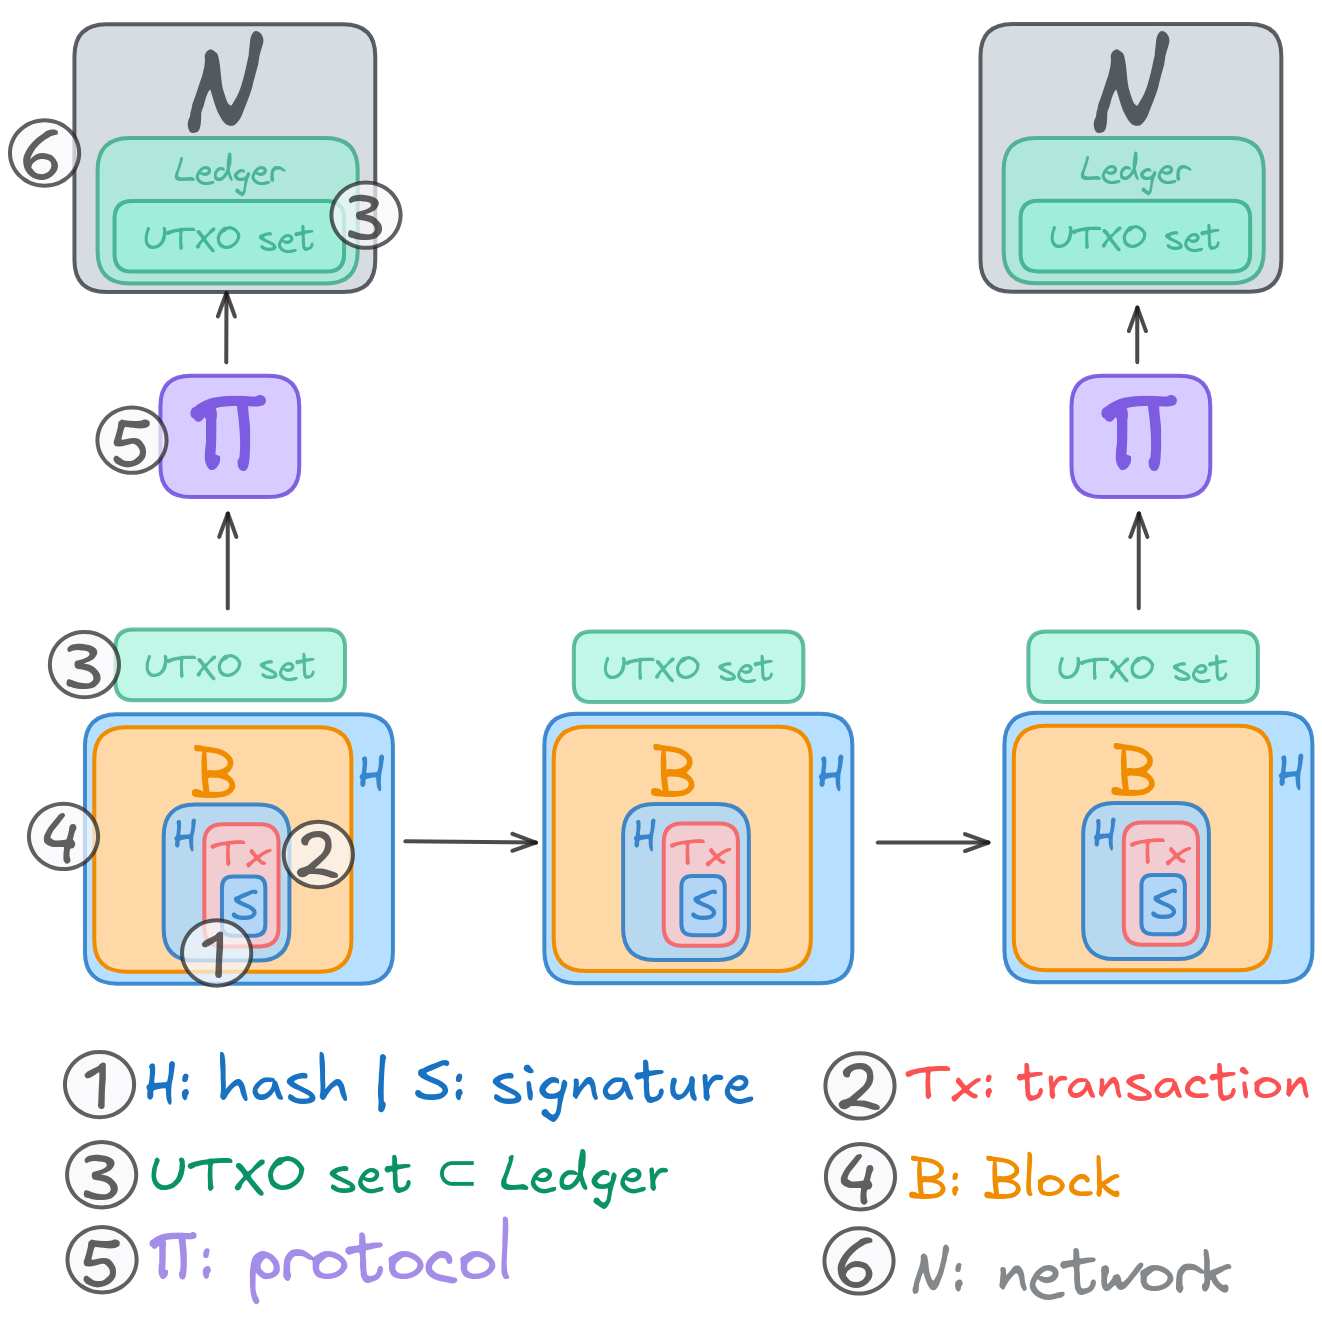 N
N
6
Ledger
Ledger
3
UTXO set
UTXO set
5
Π
Π
3
UTXO set
UTXO set
UTXO set
B
H
B
H
B
H
4
H
Tx
2
H
Tx
H
Tx
S
S
S
1
1 H: hash | S: signature
2 Tx: transaction
3 UTXO set ⊂ Ledger
4 B: Block
5 Π: protocol
6 N: network